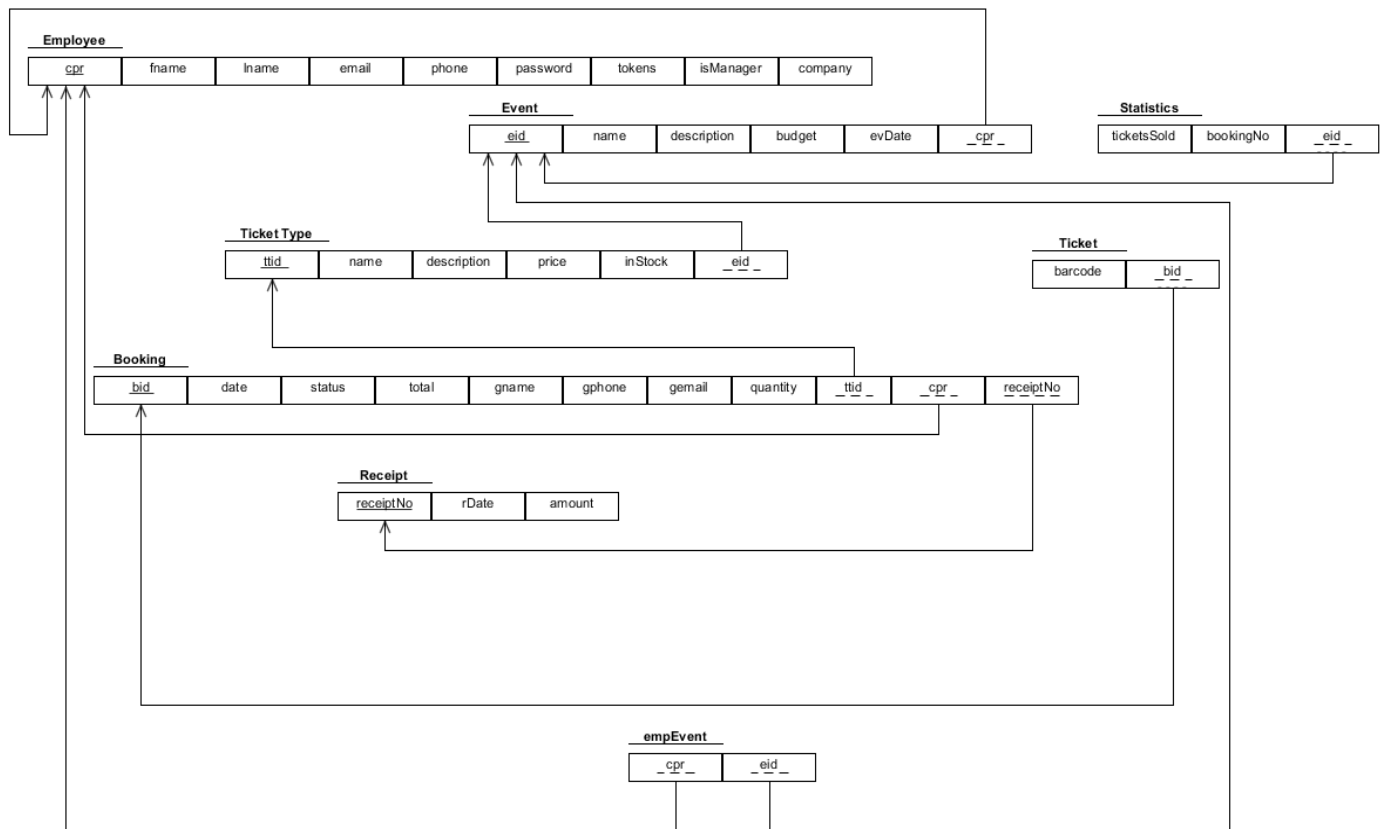 Employee
cpr fname lname email phone password tokens isManager company
Event
eid name description budget evDate cpr
Statistics
ticketsSold bookingNo eid
Ticket Type
ttid name description price inStock eid
Ticket
barcode bid
Booking
bid date status total gname gphone gemail quantity ttid cpr receiptNo
Receipt
receiptNo rDate amount
empEvent
cpr eid